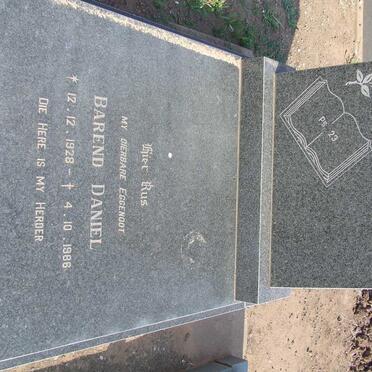 Ps. 23
Hier Rus
MY DIERBARE EGGENOOT
BAREND DANIEL
* 12. 12. 1928 – † 4. 10. 1986
DIE HERE IS MY HERDER